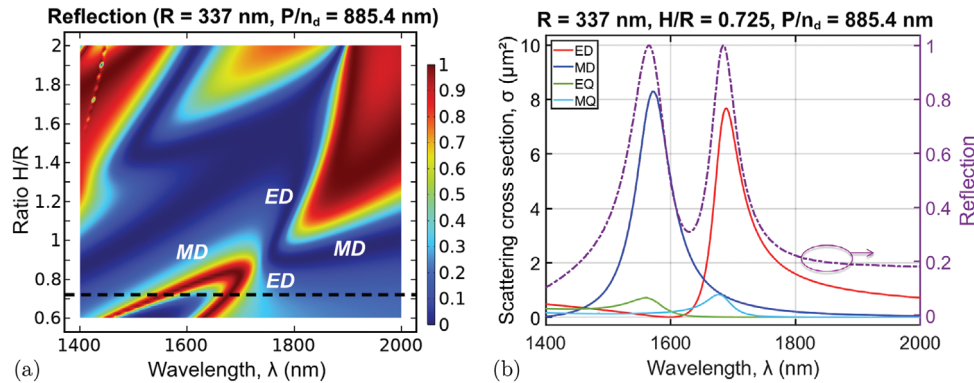 Reflection (R = 337 nm, P/n_d = 885.4 nm)
2
1.8
1.6
1.4
1.2
1
0.8
0.6
Ratio H/R
ED
MD
MD
ED
1
0.9
0.8
0.7
0.6
0.5
0.4
0.3
0.2
0.1
0
1400 1600 1800 2000
Wavelength, λ (nm)
(a)
R = 337 nm, H/R = 0.725, P/n_d = 885.4 nm
10
8
6
4
2
0
Scattering cross section, σ (μm²)
ED
MD
EQ
MQ
1
0.8
0.6
0.4
0.2
0
Reflection
1400 1600 1800 2000
Wavelength, λ (nm)
(b)